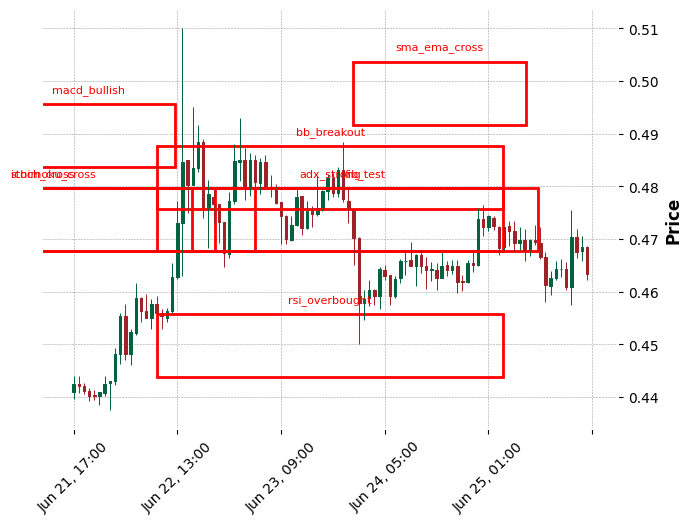 sma_ema_cross
macd_bullish
bb_breakout
stoch_cross
adx_strong
rsi_overbought
0.51
0.50
0.49
0.48
0.47
0.46
0.45
0.44
Price
Jun 21, 17:00
Jun 22, 13:00
Jun 23, 09:00
Jun 24, 05:00
Jun 25, 01:00